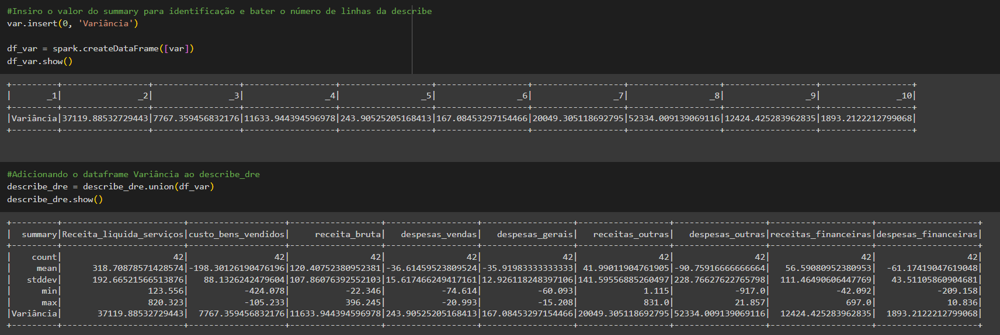 #Insiro o valor do summary para identificação e bater o número de linhas da describe
var.insert(0, 'Variância')
df_var = spark.createDataFrame([var])
df_var.show()
+---------+-----------------+-----------------+-----------------+------------------+------------------+------------------+------------------+------------------+------------------+
|       _1|               _2|               _3|               _4|                _5|                _6|                _7|                _8|                _9|               _10|
+---------+-----------------+-----------------+-----------------+------------------+------------------+------------------+------------------+------------------+------------------+
|Variância|37119.88532729443|7767.359456832176|11633.944394596978|243.90525205168413|167.08453297154466|20049.305118692795|52334.009139069116|12424.425283962835|1893.2122212799068|
+---------+-----------------+-----------------+-----------------+------------------+------------------+------------------+------------------+------------------+------------------+
#Adicionando o dataframe Variância ao describe_dre
describe_dre = describe_dre.union(df_var)
describe_dre.show()
+---------+-----------------------+-------------------+------------------+------------------+------------------+------------------+------------------+-------------------+-------------------+
|  summary|Receita_liquida_serviços|custo_bens_vendidos|     receita_bruta|   despesas_vendas|   despesas_gerais|   receitas_outras|   despesas_outras|receitas_financeiras|despesas_financeiras|
+---------+-----------------------+-------------------+------------------+------------------+------------------+------------------+------------------+-------------------+-------------------+
|    count|                     42|                 42|                42|                42|                42|                42|                42|                 42|                 42|
|     mean|     318.70878571428574|-198.30126190476196|120.40752380952381|-36.61459523809524|-35.91983333333333| 41.99011904761905|-90.75916666666664|  56.59080952380953| -61.17419047619048|
|   stddev|     192.66521566513876|   88.1326242479604|107.86076392552103|15.617466249417161|12.926118248397106|141.59556885260497|228.76627622765798| 111.46490606447769|  43.51105860904681|
|      min|                123.556|           -424.078|           -22.346|           -74.614|           -60.093|             1.115|            -917.0|            -42.092|           -209.158|
|      max|                820.323|           -105.233|           396.245|           -20.993|           -15.208|             831.0|            21.857|              697.0|             10.836|
|Variância|      37119.88532729443|  7767.359456832176|11633.944394596978|243.90525205168413|167.08453297154466|20049.305118692795|52334.009139069116| 12424.425283962835| 1893.2122212799068|
+---------+-----------------------+-------------------+------------------+------------------+------------------+------------------+------------------+-------------------+-------------------+